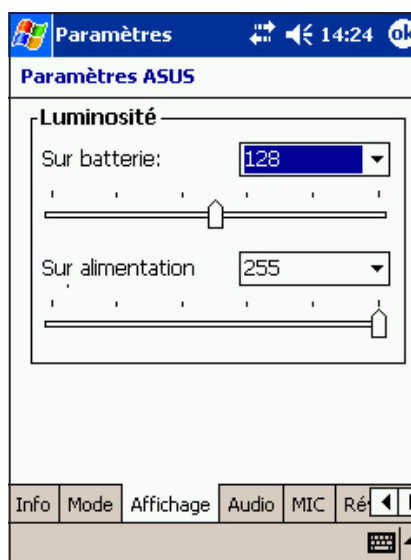 Paramètres 14:24 ok
Paramètres ASUS
Luminosité
Sur batterie: 128
Sur alimentation 255
Info Mode Affichage Audio MIC